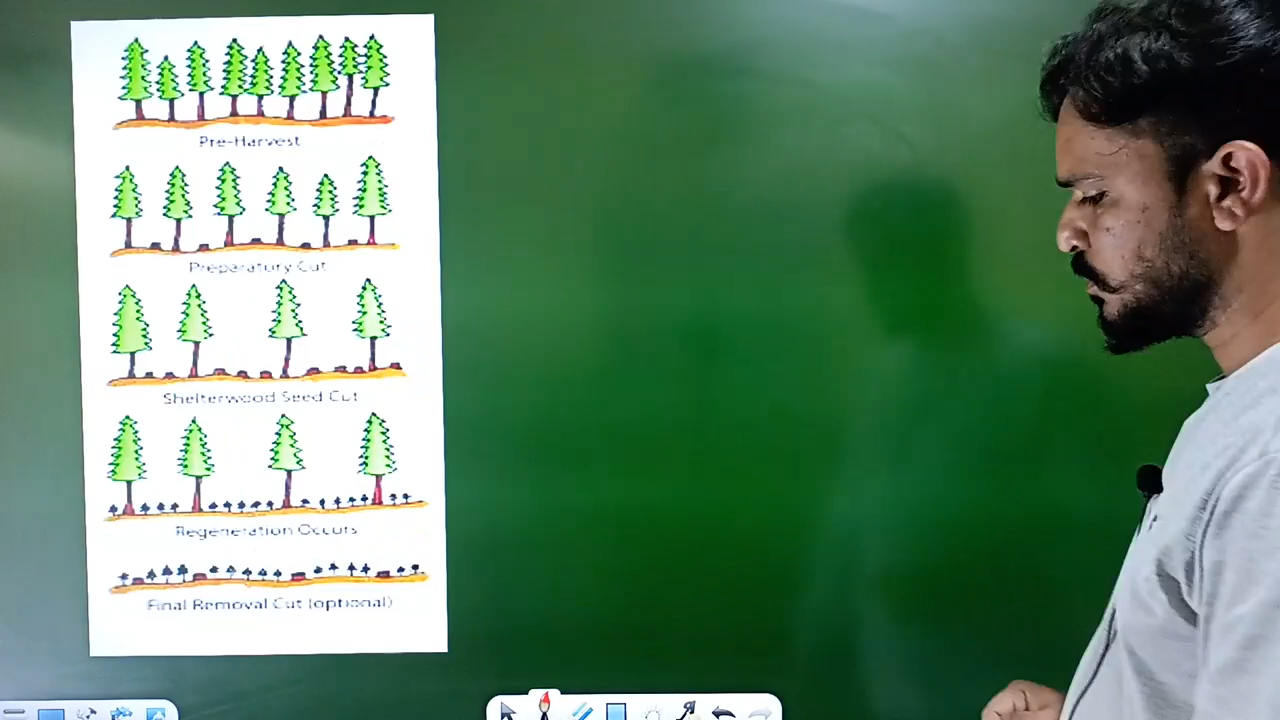 Pre-Harvest
Preparatory Cut
Shelterwood Seed Cut
Regeneration Occurs
Final Removal Cut (optional)